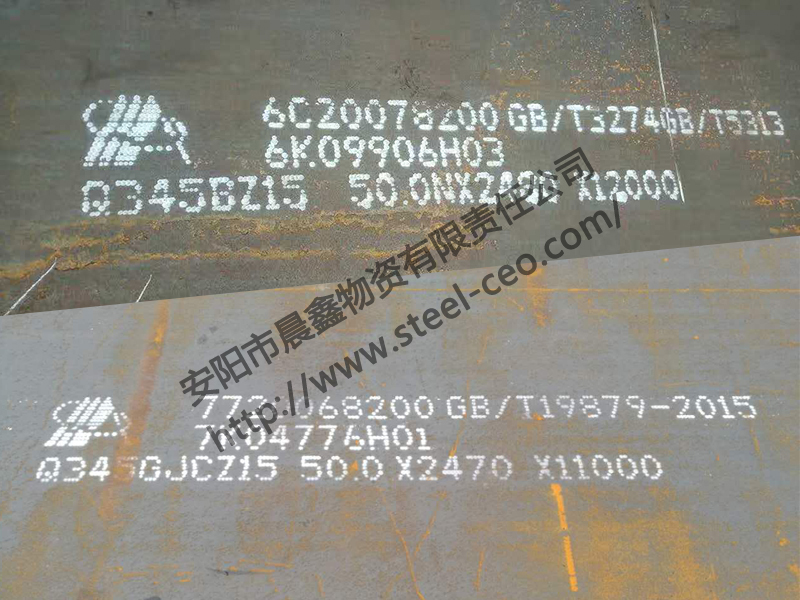 6C20078200 GB/T3274GB/T5313
6K09906H03
Q345BZ15 50.0NX X12000
安阳市晨鑫物资有限责任公司
http://www.steel-ceo.com/
GB/T19879-2015
Q345GJCZ15 50.0 X2470 X11000